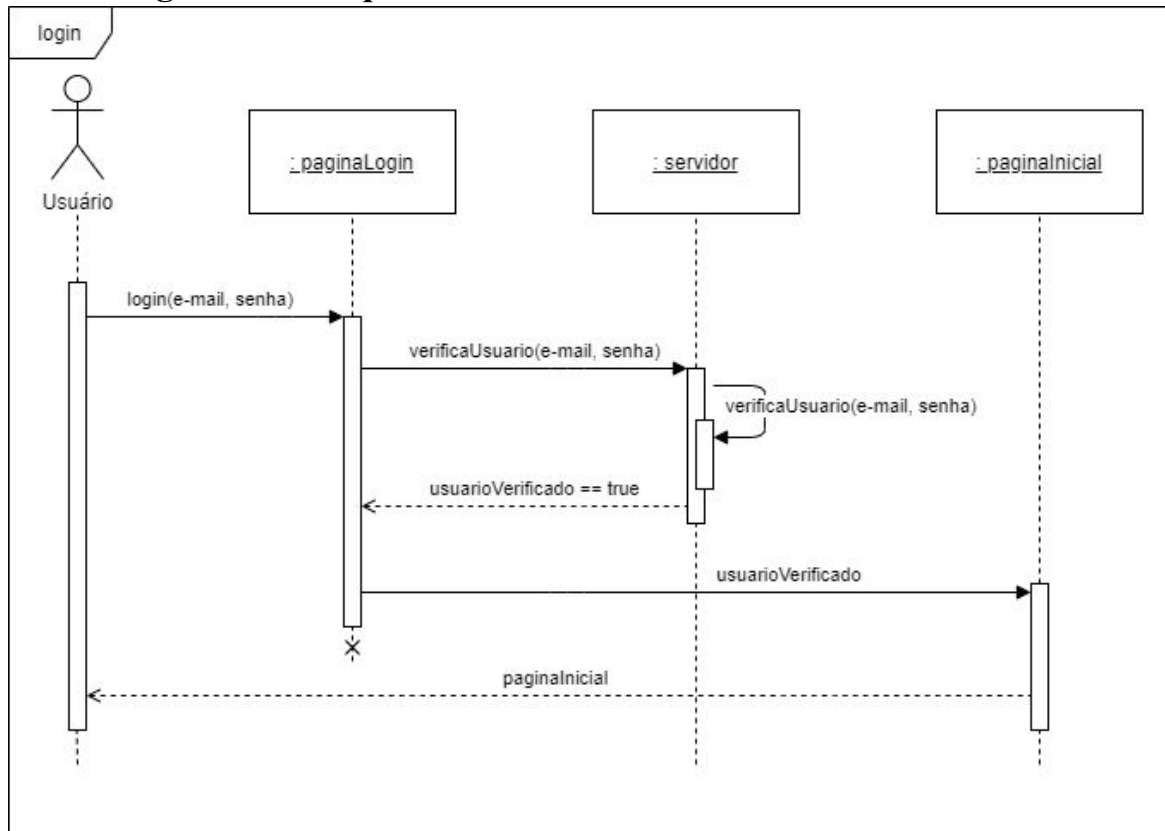 login
Usuário
: paginaLogin
: servidor
: paginaInicial
login(e-mail, senha)
verificaUsuario(e-mail, senha)
verificaUsuario(e-mail, senha)
usuarioVerificado == true
usuarioVerificado
paginaInicial